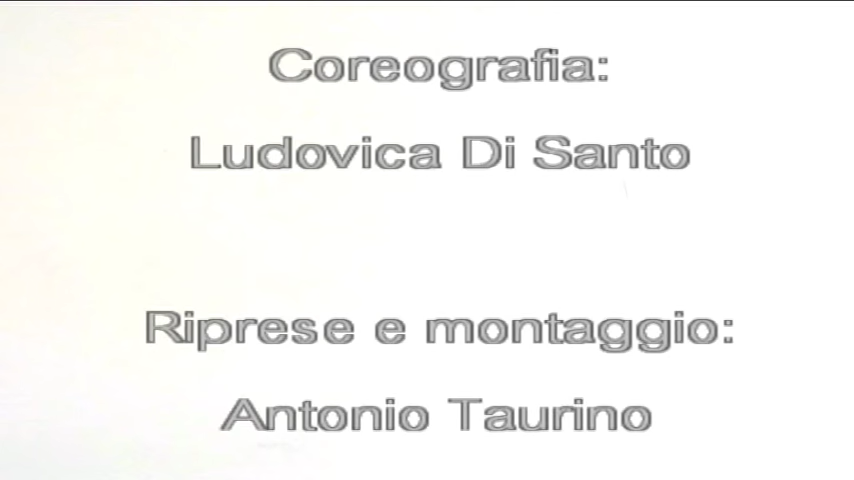 Coreografia:
Ludovica Di Santo
Riprese e montaggio:
Antonio Taurino